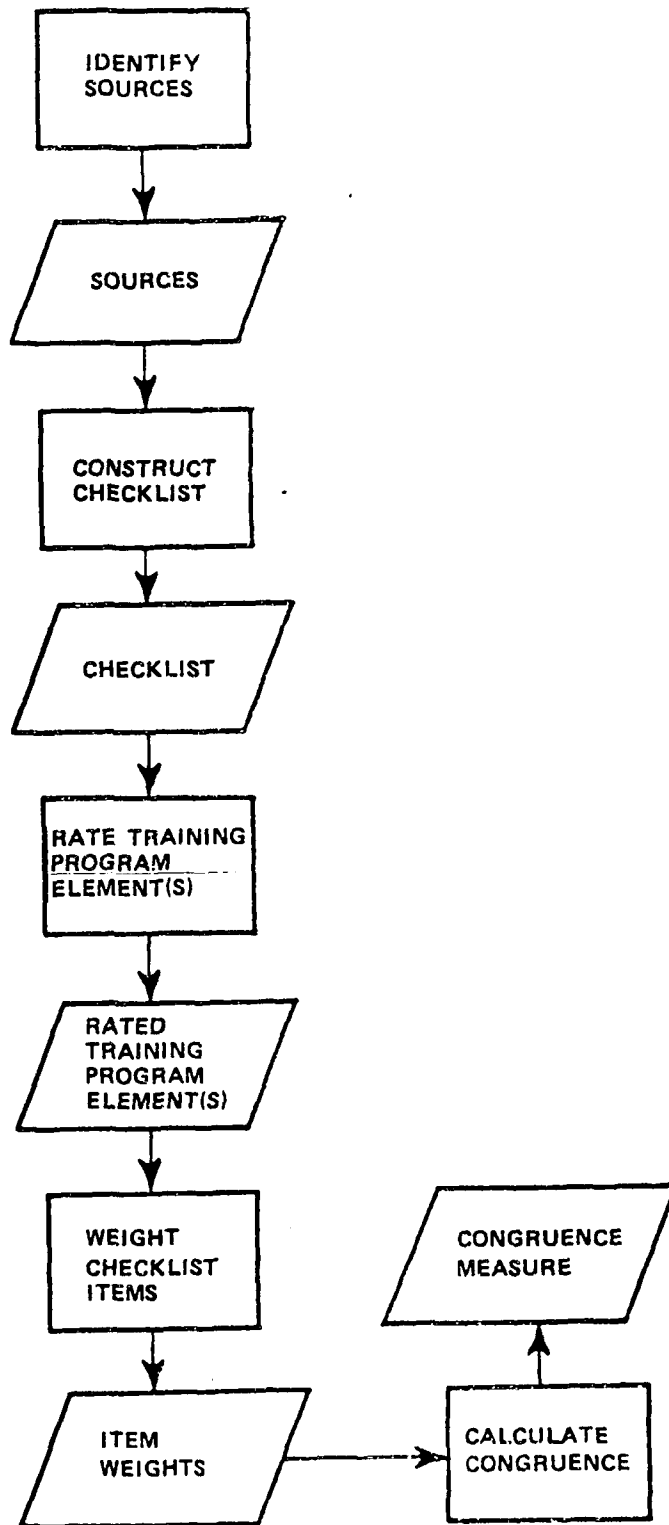 IDENTIFY
SOURCES
SOURCES
CONSTRUCT
CHECKLIST
CHECKLIST
RATE TRAINING
PROGRAM
ELEMENT(S)
RATED
TRAINING
PROGRAM
ELEMENT(S)
WEIGHT
CHECKLIST
ITEMS
ITEM
WEIGHTS
CALCULATE
CONGRUENCE
CONGRUENCE
MEASURE